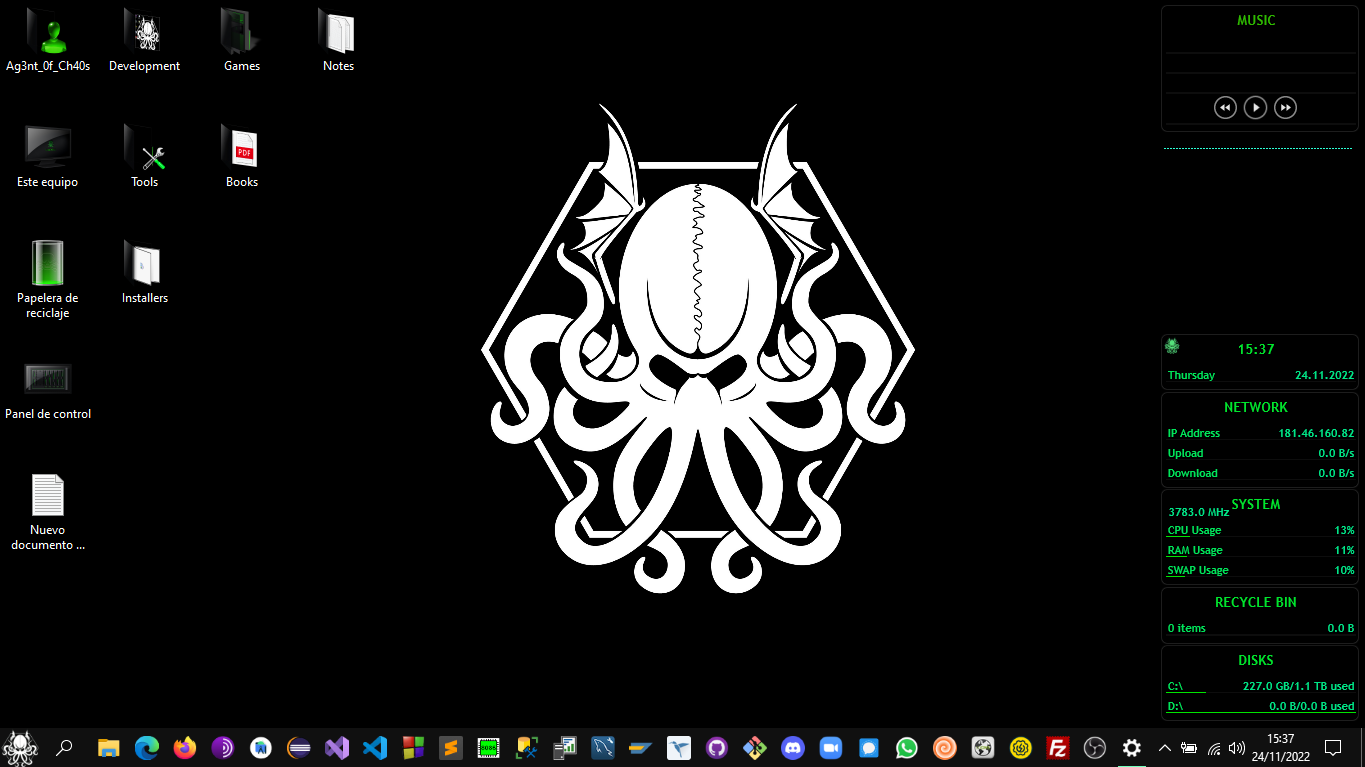 Ag3nt_0f_Ch40s
Development
Games
Notes
Este equipo
Tools
PDF
Books
Papelera de
reciclaje
Installers
Panel de control
Nuevo
documento ...
MUSIC
15:37
Thursday 24.11.2022
NETWORK
IP Address 181.46.160.82
Upload 0.0 B/s
Download 0.0 B/s
SYSTEM
3783.0 MHz
CPU Usage 13%
RAM Usage 11%
SWAP Usage 10%
RECYCLE BIN
0 items 0.0 B
DISKS
C:\ 227.0 GB/1.1 TB used
D:\ 0.0 B/0.0 B used
Fz
15:37
24/11/2022